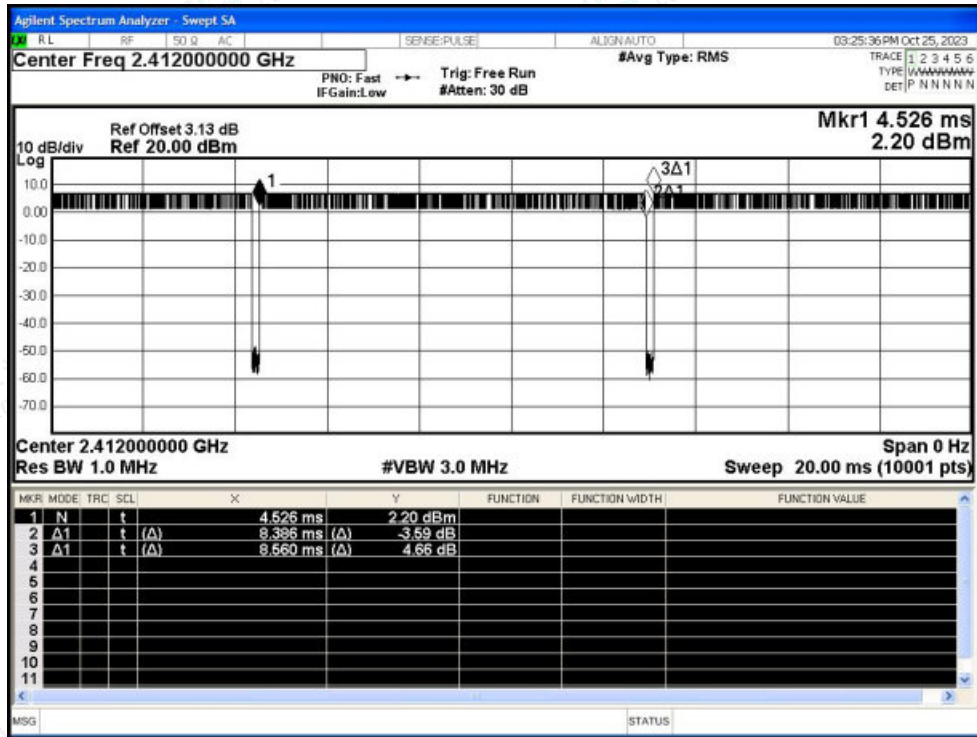 Agilent Spectrum Analyzer - Swept SA
RL RF 50 Ω AC SENSE:PULSE ALIGN AUTO 03:25:36 PM Oct 25, 2023
Center Freq 2.412000000 GHz #Avg Type: RMS TRACE 1 2 3 4 5 6
PNO: Fast Trig: Free Run TYPE
IFGain:Low #Atten: 30 dB DET P N N N N N
Mkr1 4.526 ms
Ref Offset 3.13 dB
10 dB/div Ref 20.00 dBm 2.20 dBm
Log
3Δ1
10.0
1
2Δ1
0.00
-10.0
-20.0
-30.0
-40.0
-50.0
-60.0
-70.0
Center 2.412000000 GHz Span 0 Hz
Res BW 1.0 MHz #VBW 3.0 MHz Sweep 20.00 ms (10001 pts)
MKR MODE TRC SCL X Y FUNCTION FUNCTION WIDTH FUNCTION VALUE
1 N t 4.526 ms 2.20 dBm
2 Δ1 t (Δ) 8.386 ms (Δ) -3.59 dB
3 Δ1 t (Δ) 8.560 ms (Δ) 4.66 dB
4
5
6
7
8
9
10
11
MSG STATUS